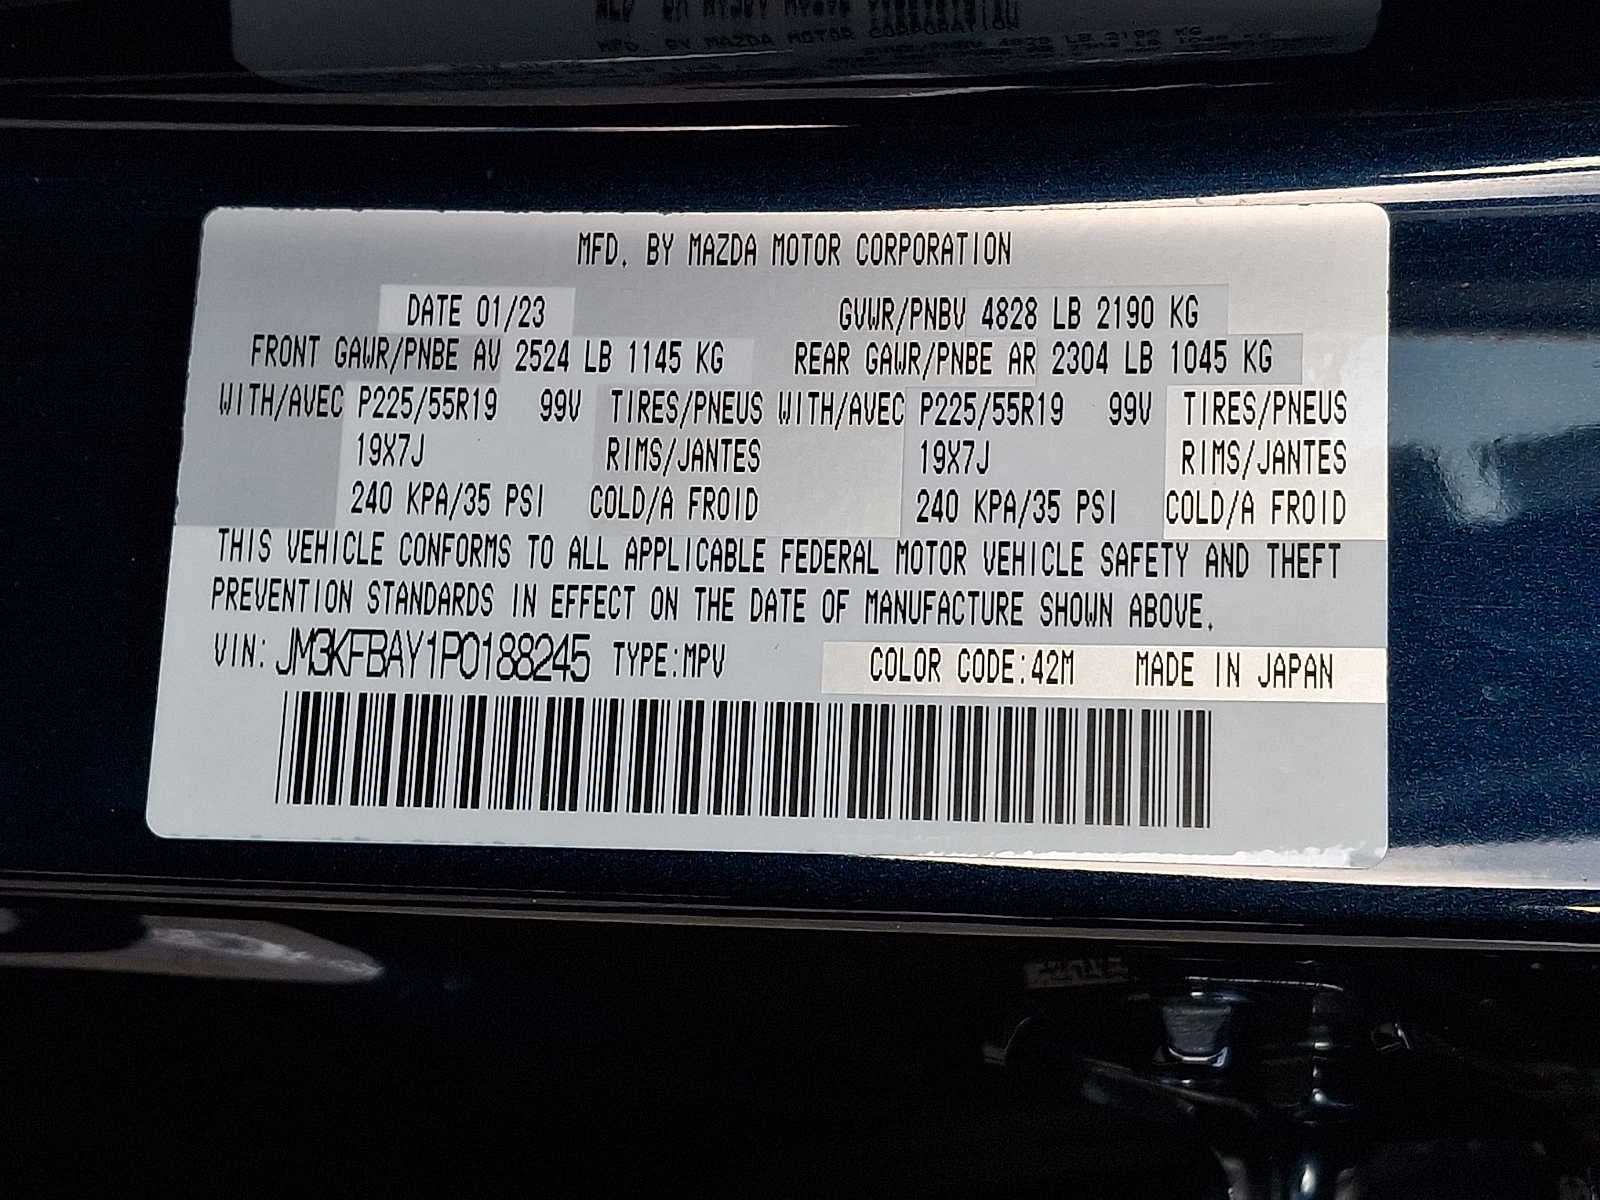 MFD. BY MAZDA MOTOR CORPORATION
DATE 01/23 GVWR/PNBV 4828 LB 2190 KG
FRONT GAWR/PNBE AV 2524 LB 1145 KG REAR GAWR/PNBE AR 2304 LB 1045 KG
WITH/AVEC P225/55R19 99V TIRES/PNEUS WITH/AVEC P225/55R19 99V TIRES/PNEUS
19X7J RIMS/JANTES 19X7J RIMS/JANTES
240 KPA/35 PSI COLD/A FROID 240 KPA/35 PSI COLD/A FROID
THIS VEHICLE CONFORMS TO ALL APPLICABLE FEDERAL MOTOR VEHICLE SAFETY AND THEFT
PREVENTION STANDARDS IN EFFECT ON THE DATE OF MANUFACTURE SHOWN ABOVE.
VIN: JM3KFBAY1P0188245 TYPE:MPV COLOR CODE:42M MADE IN JAPAN